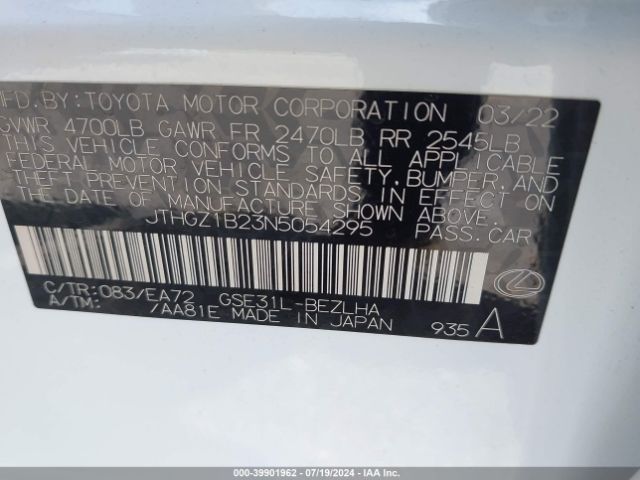 MFD. BY: TOYOTA MOTOR CORPORATION 03/22
GVWR 4700LB GAWR FR 2470LB RR 2545LB
THIS VEHICLE CONFORMS TO ALL APPLICABLE
FEDERAL MOTOR VEHICLE SAFETY, BUMPER, AND
THEFT PREVENTION STANDARDS IN EFFECT ON
THE DATE OF MANUFACTURE SHOWN ABOVE.
JTHGZ1B23N5054295 PASS. CAR
C/TR: 083/EA72 GSE31L-BEZLHA
A/TM: /AA81E MADE IN JAPAN 935 A
000-39901962 - 07/19/2024 - IAA Inc.